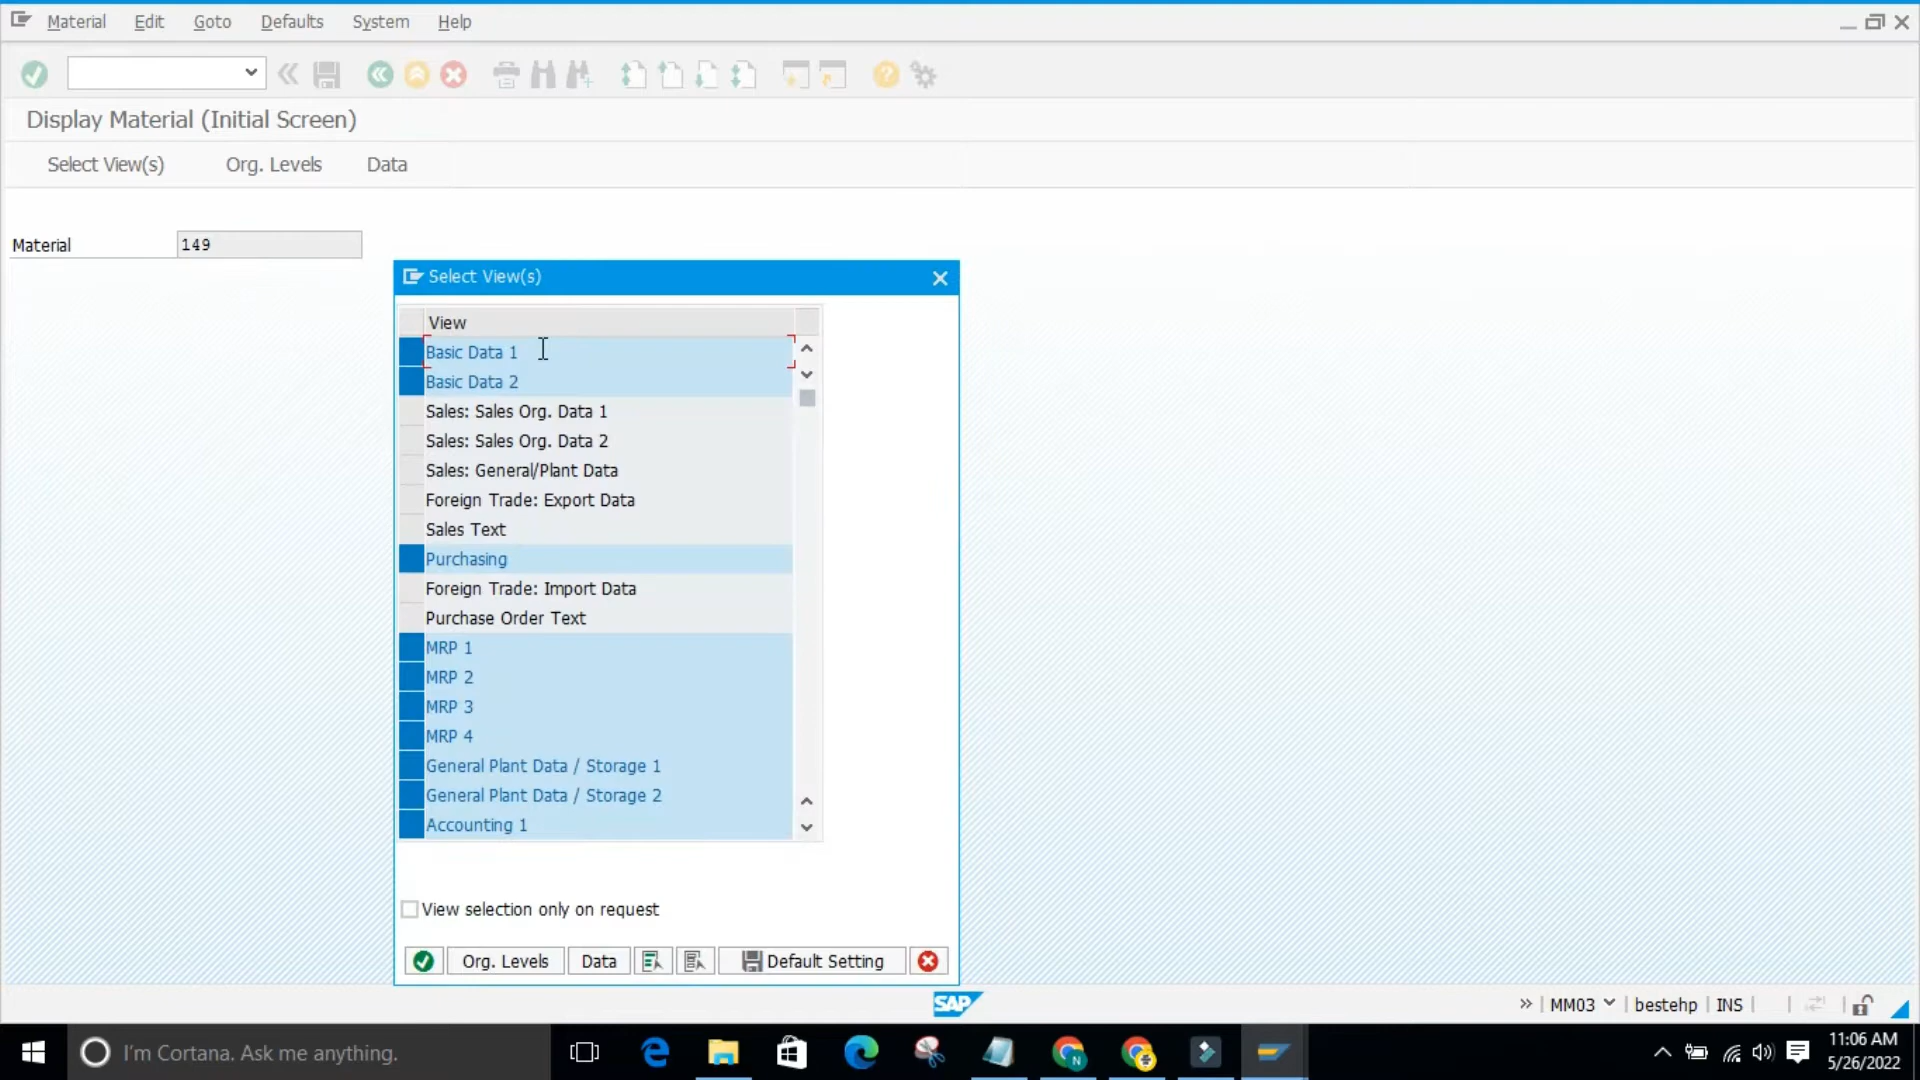 Material Edit Goto Defaults System Help
Display Material (Initial Screen)
Select View(s) Org. Levels Data
Material 149
Select View(s)
View
Basic Data 1
Basic Data 2
Sales: Sales Org. Data 1
Sales: Sales Org. Data 2
Sales: General/Plant Data
Foreign Trade: Export Data
Sales Text
Purchasing
Foreign Trade: Import Data
Purchase Order Text
MRP 1
MRP 2
MRP 3
MRP 4
General Plant Data / Storage 1
General Plant Data / Storage 2
Accounting 1
View selection only on request
Org. Levels Data Default Setting
SAP
MM03 bestehp INS
I'm Cortana. Ask me anything.
N
11:06 AM
5/26/2022